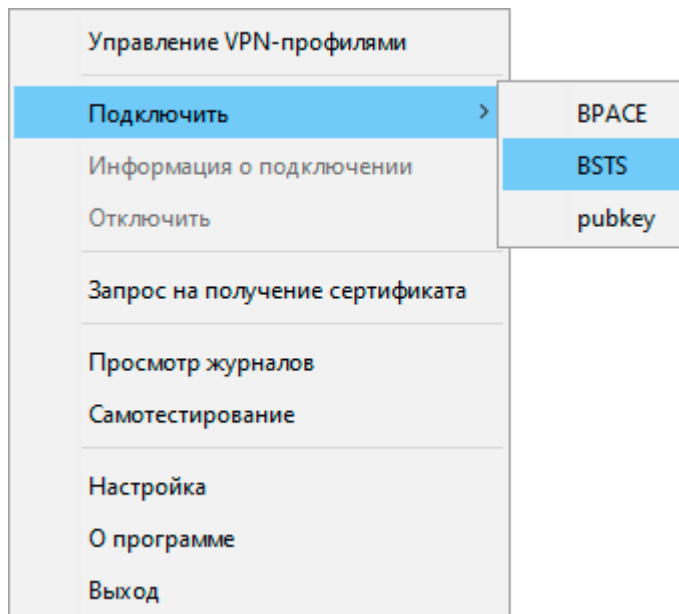 Управление VPN-профилями
Подключить
Информация о подключении
Отключить
Запрос на получение сертификата
Просмотр журналов
Самотестирование
Настройка
О программе
Выход
BPACE
BSTS
pubkey